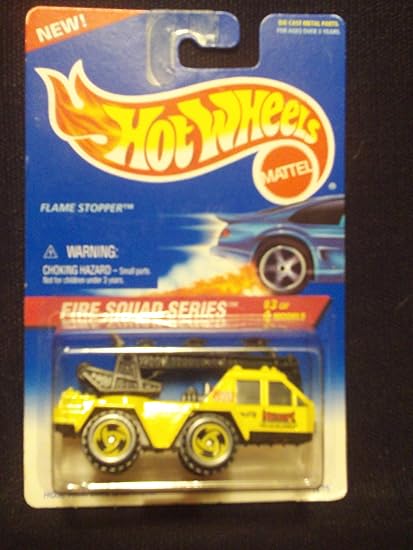 NEW!
DIE CAST METAL PARTS
FOR AGES OVER 3 YEARS
HOT WHEELS
MATTEL
®
FLAME STOPPER™
WARNING:
CHOKING HAZARD - Small parts.
Not for children under 3 years.
FIRE SQUAD SERIES™
#3 OF
4 MODELS